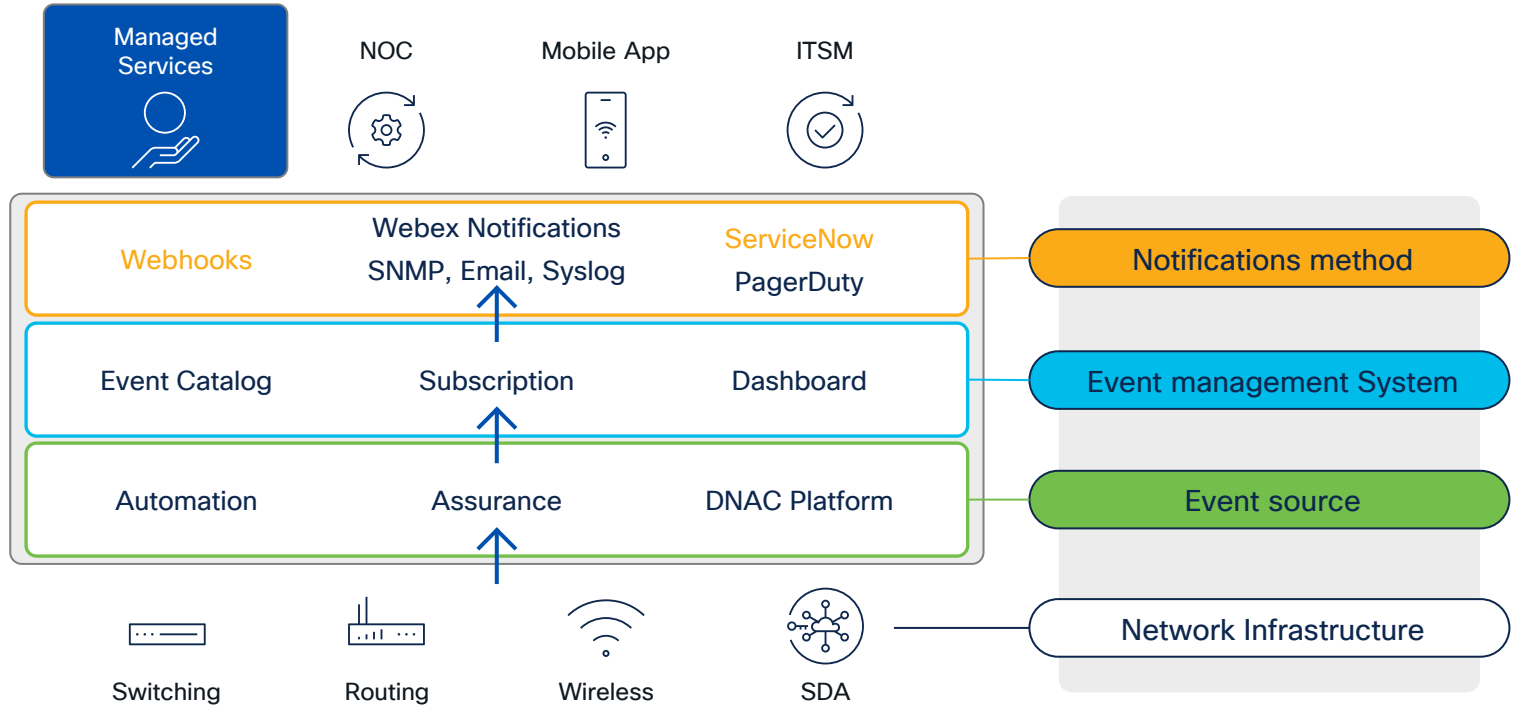 Managed
Services
NOC
Mobile App
ITSM
Webhooks
Webex Notifications
SNMP, Email, Syslog
ServiceNow
PagerDuty
Notifications method
Event Catalog
Subscription
Dashboard
Event management System
Automation
Assurance
DNAC Platform
Event source
Network Infrastructure
Switching
Routing
Wireless
SDA